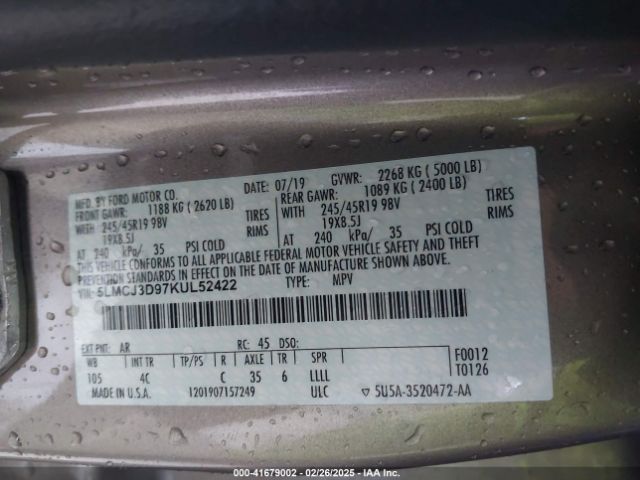 MFD. BY FORD MOTOR CO.
DATE: 07/19 GVWR: 2268 KG ( 5000 LB)
FRONT GAWR: 1188 KG ( 2620 LB) REAR GAWR: 1089 KG ( 2400 LB)
WITH 245/45R19 98V TIRES WITH 245/45R19 98V TIRES
19X8.5J RIMS 19X8.5J RIMS
AT 240 kPa/ 35 PSI COLD AT 240 kPa/ 35 PSI COLD
THIS VEHICLE CONFORMS TO ALL APPLICABLE FEDERAL MOTOR VEHICLE SAFETY AND THEFT
PREVENTION STANDARDS IN EFFECT ON THE DATE OF MANUFACTURE SHOWN ABOVE.
VIN: 5LMCJ3D97KUL52422 TYPE: MPV
EXT PNT: AR RC: 45 DSO:
WB INT TR TP/PS R AXLE TR SPR F0012
105 4C C 35 6 LLLL T0126
MADE IN U.S.A. 1201907157249 ULC 5U5A-3520472-AA
000-41679002 - 02/26/2025 - IAA Inc.